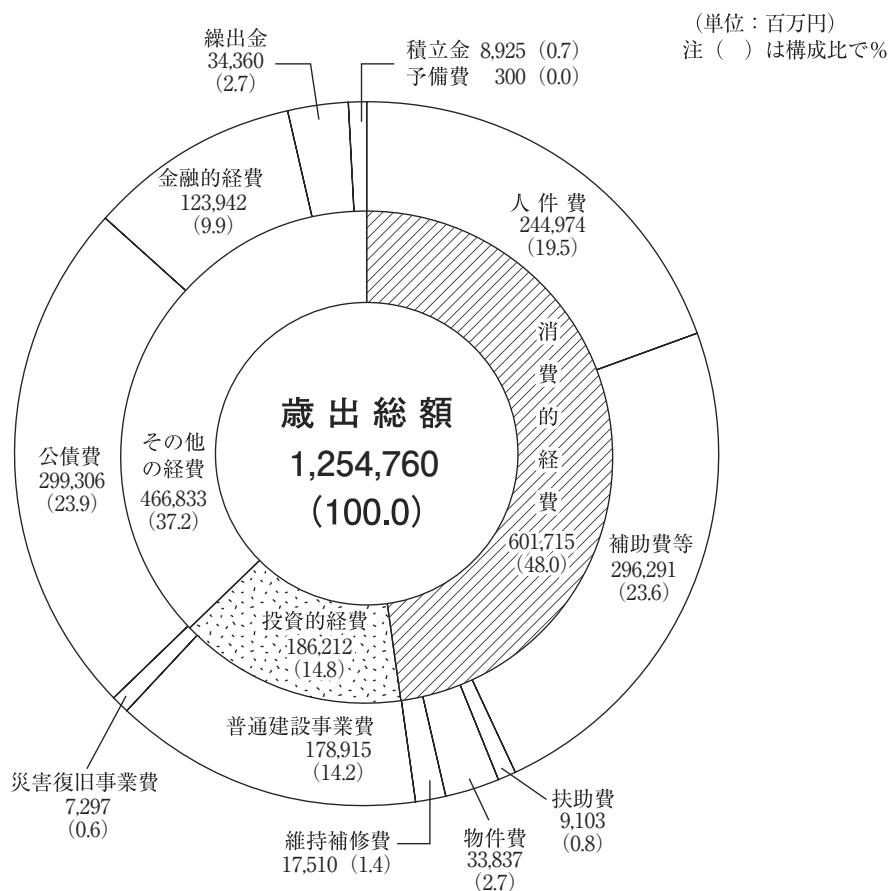 (単位:百万円)
注( )は構成比で%
繰出金
34,360
(2.7)
積立金 8,925(0.7)
予備費 300(0.0)
金融的経費
123,942
(9.9)
人件費
244,974
(19.5)
消費的経費
601,715
(48.0)
歳出総額
1,254,760
(100.0)
その他
の経費
466,833
(37.2)
公債費
299,306
(23.9)
補助費等
296,291
(23.6)
投資的経費
186,212
(14.8)
普通建設事業費
178,915
(14.2)
災害復旧事業費
7,297
(0.6)
維持補修費
17,510(1.4)
物件費
33,837
(2.7)
扶助費
9,103
(0.8)